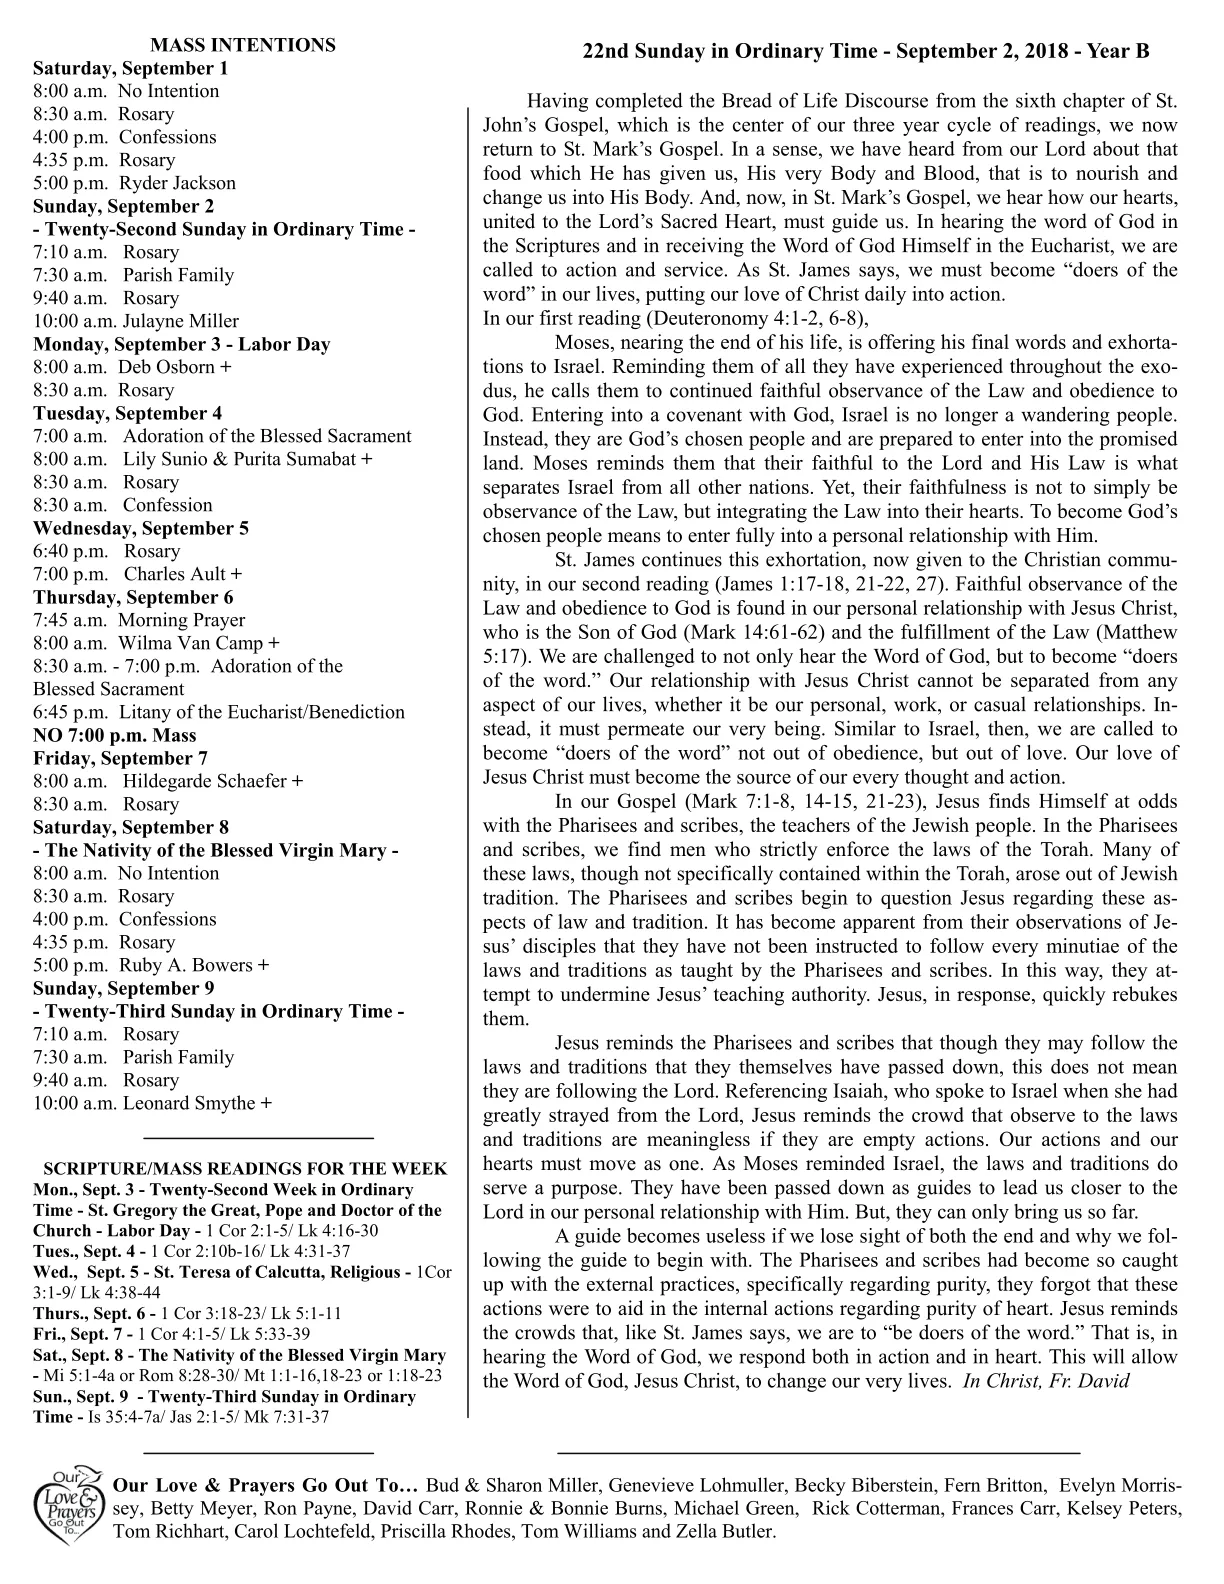 MASS INTENTIONS
Saturday, September 1
8:00 a.m.  No Intention
8:30 a.m.  Rosary
4:00 p.m.  Confessions
4:35 p.m.  Rosary
5:00 p.m.  Ryder Jackson
Sunday, September 2
- Twenty-Second Sunday in Ordinary Time -
7:10 a.m.   Rosary
7:30 a.m.   Parish Family
9:40 a.m.   Rosary
10:00 a.m. Julayne Miller
Monday, September 3 - Labor Day
8:00 a.m.  Deb Osborn +
8:30 a.m.  Rosary
Tuesday, September 4
7:00 a.m.   Adoration of the Blessed Sacrament
8:00 a.m.   Lily Sunio & Purita Sumabat +
8:30 a.m.   Rosary
8:30 a.m.   Confession
Wednesday, September 5
6:40 p.m.   Rosary
7:00 p.m.   Charles Ault +
Thursday, September 6
7:45 a.m.  Morning Prayer
8:00 a.m.  Wilma Van Camp +
8:30 a.m. - 7:00 p.m.  Adoration of the
Blessed Sacrament
6:45 p.m.  Litany of the Eucharist/Benediction
NO 7:00 p.m. Mass
Friday, September 7
8:00 a.m.   Hildegarde Schaefer +
8:30 a.m.   Rosary
Saturday, September 8
- The Nativity of the Blessed Virgin Mary -
8:00 a.m.  No Intention
8:30 a.m.  Rosary
4:00 p.m.  Confessions
4:35 p.m.  Rosary
5:00 p.m.  Ruby A. Bowers +
Sunday, September 9
- Twenty-Third Sunday in Ordinary Time -
7:10 a.m.   Rosary
7:30 a.m.   Parish Family
9:40 a.m.   Rosary
10:00 a.m. Leonard Smythe +
SCRIPTURE/MASS READINGS FOR THE WEEK
Mon., Sept. 3 - Twenty-Second Week in Ordinary
Time - St. Gregory the Great, Pope and Doctor of the
Church - Labor Day - 1 Cor 2:1-5/ Lk 4:16-30
Tues., Sept. 4 - 1 Cor 2:10b-16/ Lk 4:31-37
Wed.,  Sept. 5 - St. Teresa of Calcutta, Religious - 1Cor
3:1-9/ Lk 4:38-44
Thurs., Sept. 6 - 1 Cor 3:18-23/ Lk 5:1-11
Fri., Sept. 7 - 1 Cor 4:1-5/ Lk 5:33-39
Sat., Sept. 8 - The Nativity of the Blessed Virgin Mary
- Mi 5:1-4a or Rom 8:28-30/ Mt 1:1-16,18-23 or 1:18-23
Sun., Sept. 9  - Twenty-Third Sunday in Ordinary
Time - Is 35:4-7a/ Jas 2:1-5/ Mk 7:31-37
22nd Sunday in Ordinary Time - September 2, 2018 - Year B
Having completed the Bread of Life Discourse from the sixth chapter of St.
John's Gospel, which is the center of our three year cycle of readings, we now
return to St. Mark's Gospel. In a sense, we have heard from our Lord about that
food which He has given us, His very Body and Blood, that is to nourish and
change us into His Body. And, now, in St. Mark's Gospel, we hear how our hearts,
united to the Lord's Sacred Heart, must guide us. In hearing the word of God in
the Scriptures and in receiving the Word of God Himself in the Eucharist, we are
called to action and service. As St. James says, we must become "doers of the
word" in our lives, putting our love of Christ daily into action.
In our first reading (Deuteronomy 4:1-2, 6-8),
Moses, nearing the end of his life, is offering his final words and exhorta-
tions to Israel. Reminding them of all they have experienced throughout the exo-
dus, he calls them to continued faithful observance of the Law and obedience to
God. Entering into a covenant with God, Israel is no longer a wandering people.
Instead, they are God's chosen people and are prepared to enter into the promised
land. Moses reminds them that their faithful to the Lord and His Law is what
separates Israel from all other nations. Yet, their faithfulness is not to simply be
observance of the Law, but integrating the Law into their hearts. To become God's
chosen people means to enter fully into a personal relationship with Him.
St. James continues this exhortation, now given to the Christian commu-
nity, in our second reading (James 1:17-18, 21-22, 27). Faithful observance of the
Law and obedience to God is found in our personal relationship with Jesus Christ,
who is the Son of God (Mark 14:61-62) and the fulfillment of the Law (Matthew
5:17). We are challenged to not only hear the Word of God, but to become "doers
of the word." Our relationship with Jesus Christ cannot be separated from any
aspect of our lives, whether it be our personal, work, or casual relationships. In-
stead, it must permeate our very being. Similar to Israel, then, we are called to
become "doers of the word" not out of obedience, but out of love. Our love of
Jesus Christ must become the source of our every thought and action.
In our Gospel (Mark 7:1-8, 14-15, 21-23), Jesus finds Himself at odds
with the Pharisees and scribes, the teachers of the Jewish people. In the Pharisees
and scribes, we find men who strictly enforce the laws of the Torah. Many of
these laws, though not specifically contained within the Torah, arose out of Jewish
tradition. The Pharisees and scribes begin to question Jesus regarding these as-
pects of law and tradition. It has become apparent from their observations of Je-
sus' disciples that they have not been instructed to follow every minutiae of the
laws and traditions as taught by the Pharisees and scribes. In this way, they at-
tempt to undermine Jesus' teaching authority. Jesus, in response, quickly rebukes
them.
Jesus reminds the Pharisees and scribes that though they may follow the
laws and traditions that they themselves have passed down, this does not mean
they are following the Lord. Referencing Isaiah, who spoke to Israel when she had
greatly strayed from the Lord, Jesus reminds the crowd that observe to the laws
and traditions are meaningless if they are empty actions. Our actions and our
hearts must move as one. As Moses reminded Israel, the laws and traditions do
serve a purpose. They have been passed down as guides to lead us closer to the
Lord in our personal relationship with Him. But, they can only bring us so far.
A guide becomes useless if we lose sight of both the end and why we fol-
lowing the guide to begin with. The Pharisees and scribes had become so caught
up with the external practices, specifically regarding purity, they forgot that these
actions were to aid in the internal actions regarding purity of heart. Jesus reminds
the crowds that, like St. James says, we are to "be doers of the word." That is, in
hearing the Word of God, we respond both in action and in heart. This will allow
the Word of God, Jesus Christ, to change our very lives.  In Christ, Fr. David
Our
Love &
Prayers
Go Out
To...
Our Love & Prayers Go Out To… Bud & Sharon Miller, Genevieve Lohmuller, Becky Biberstein, Fern Britton,  Evelyn Morris-
sey, Betty Meyer, Ron Payne, David Carr, Ronnie & Bonnie Burns, Michael Green,  Rick Cotterman, Frances Carr, Kelsey Peters,
Tom Richhart, Carol Lochtefeld, Priscilla Rhodes, Tom Williams and Zella Butler.